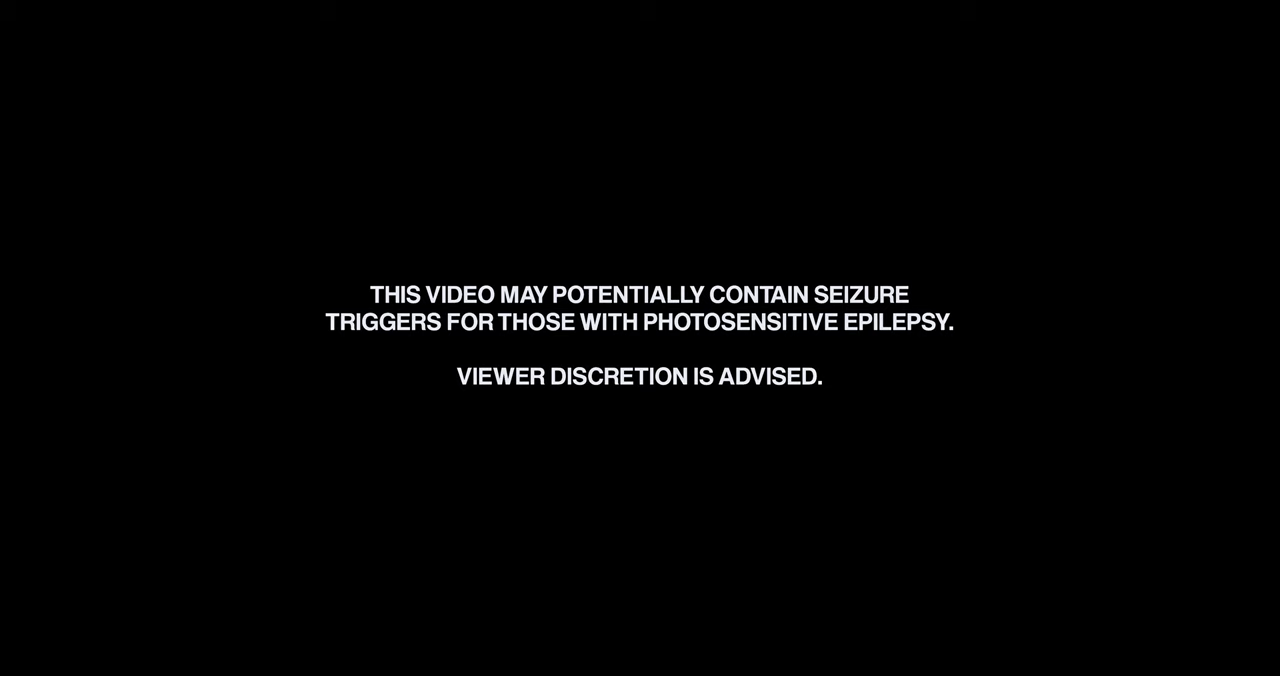 THIS VIDEO MAY POTENTIALLY CONTAIN SEIZURE
TRIGGERS FOR THOSE WITH PHOTOSENSITIVE EPILEPSY.
VIEWER DISCRETION IS ADVISED.